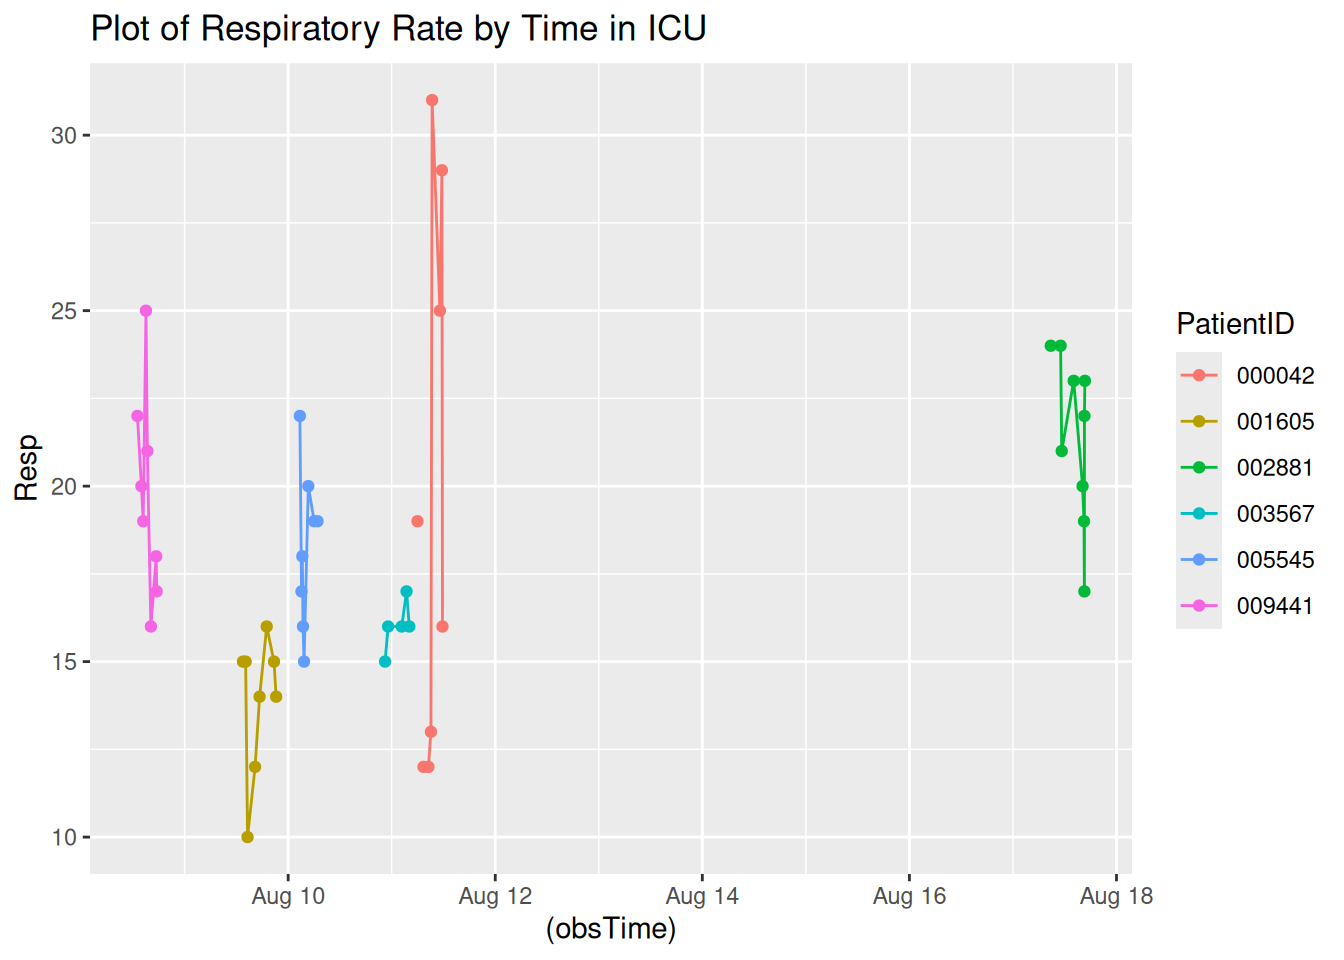 Plot of Respiratory Rate by Time in ICU
30
25
20
15
10
Resp
Aug 10
Aug 12
Aug 14
Aug 16
Aug 18
(obsTime)
PatientID
000042
001605
002881
003567
005545
009441